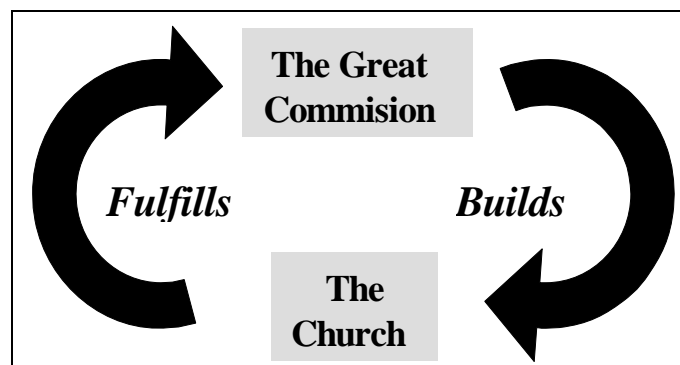 The Great
Commision
Fulfills
Builds
The
Church